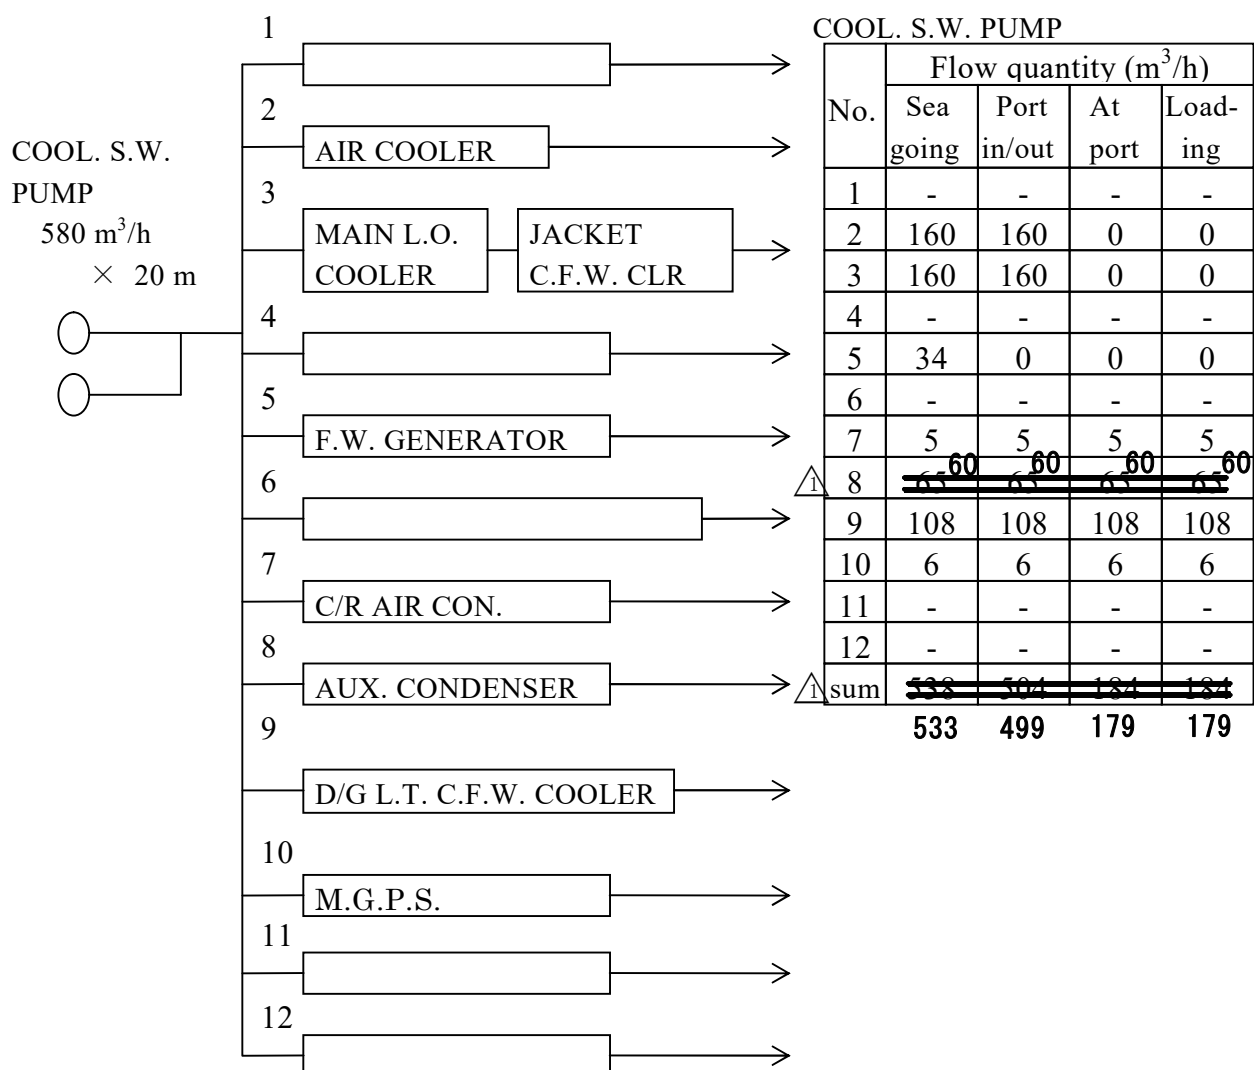 COOL. S.W.
PUMP
580 m³/h
× 20 m
1
2
AIR COOLER
3
MAIN L.O.
COOLER
JACKET
C.F.W. CLR
4
5
F.W. GENERATOR
6
7
C/R AIR CON.
8
AUX. CONDENSER
9
D/G L.T. C.F.W. COOLER
10
M.G.P.S.
11
12
COOL. S.W. PUMP
No. Flow quantity (m³/h)
Sea going Port in/out At port Load-ing
1 - - - -
2 160 160 0 0
3 160 160 0 0
4 - - - -
5 34 0 0 0
6 - - - -
7 5 5 5 5
1 8 65 60 65 60 65 60 65 60
9 108 108 108 108
10 6 6 6 6
11 - - - -
12 - - - -
1 sum 538 504 184 184
533 499 179 179